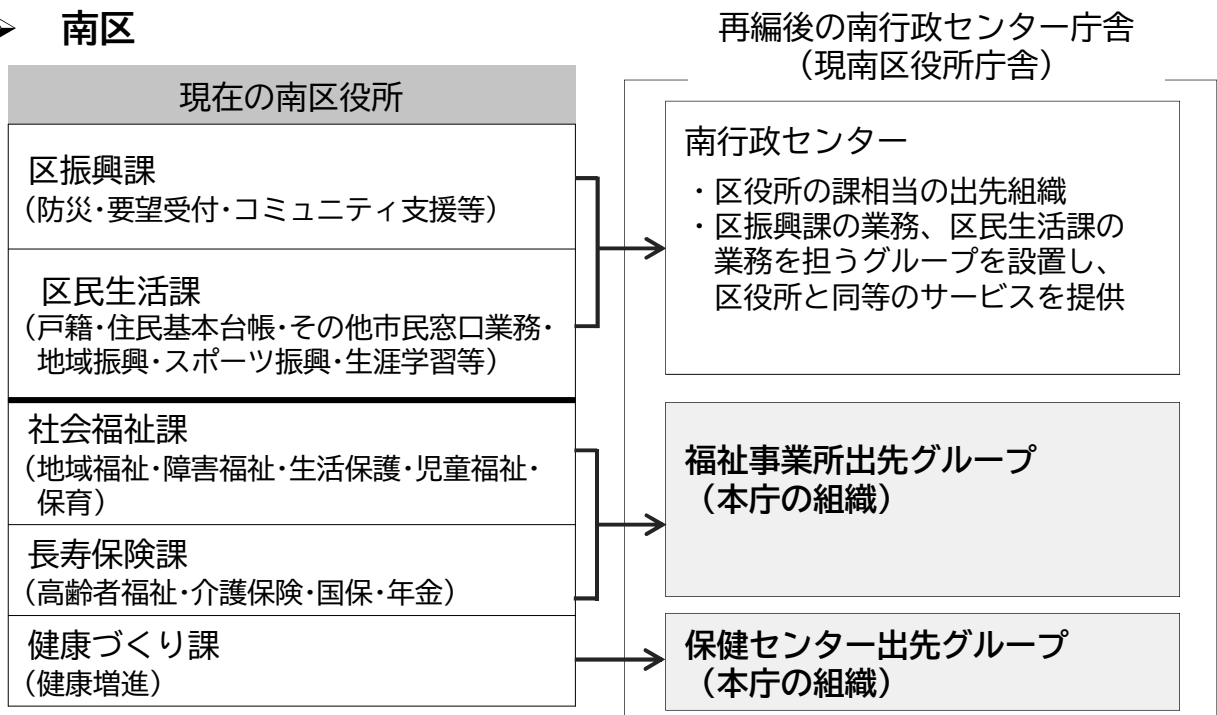 ➢ 南区
現在の南区役所
区振興課
(防災・要望受付・コミュニティ支援等)
区民生活課
(戸籍・住民基本台帳・その他市民窓口業務・
地域振興・スポーツ振興・生涯学習等)
社会福祉課
(地域福祉・障害福祉・生活保護・児童福祉・
保育)
長寿保険課
(高齢者福祉・介護保険・国保・年金)
健康づくり課
(健康増進)
再編後の南行政センター庁舎
(現南区役所庁舎)
南行政センター
・区役所の課相当の出先組織
・区振興課の業務、区民生活課の
業務を担うグループを設置し、
区役所と同等のサービスを提供
福祉事業所出先グループ
(本庁の組織)
保健センター出先グループ
(本庁の組織)